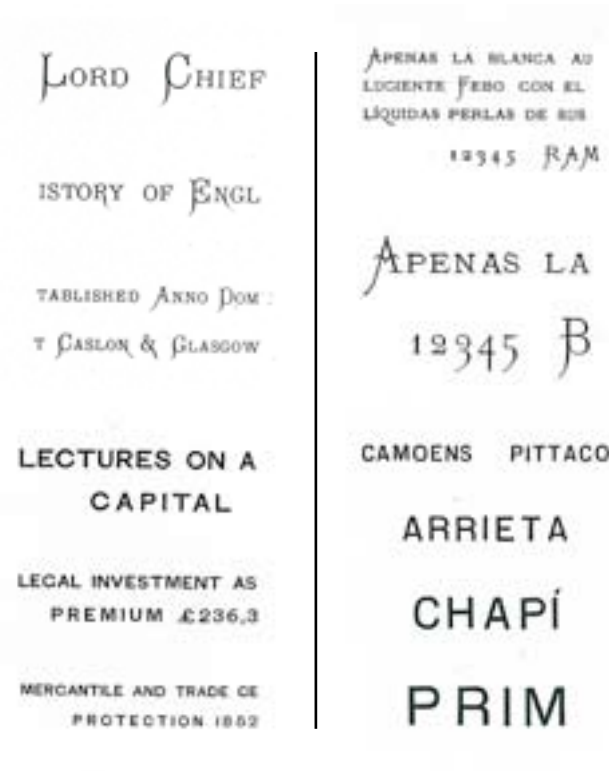 LORD CHIEF
ISTORY OF ENGL
TABLISHED ANNO DOM
T CASLON & GLASGOW
LECTURES ON A
CAPITAL
LEGAL INVESTMENT AS
PREMIUM £236,3
MERCANTILE AND TRADE CE
PROTECTION 1852
APENAS LA BLANCA AU
LUCIENTE FEBO CON EL
LÍQUIDAS PERLAS DE SUS
12345 RAM
APENAS LA
12345 B
CAMOENS PITTACO
ARRIETA
CHAPÍ
PRIM